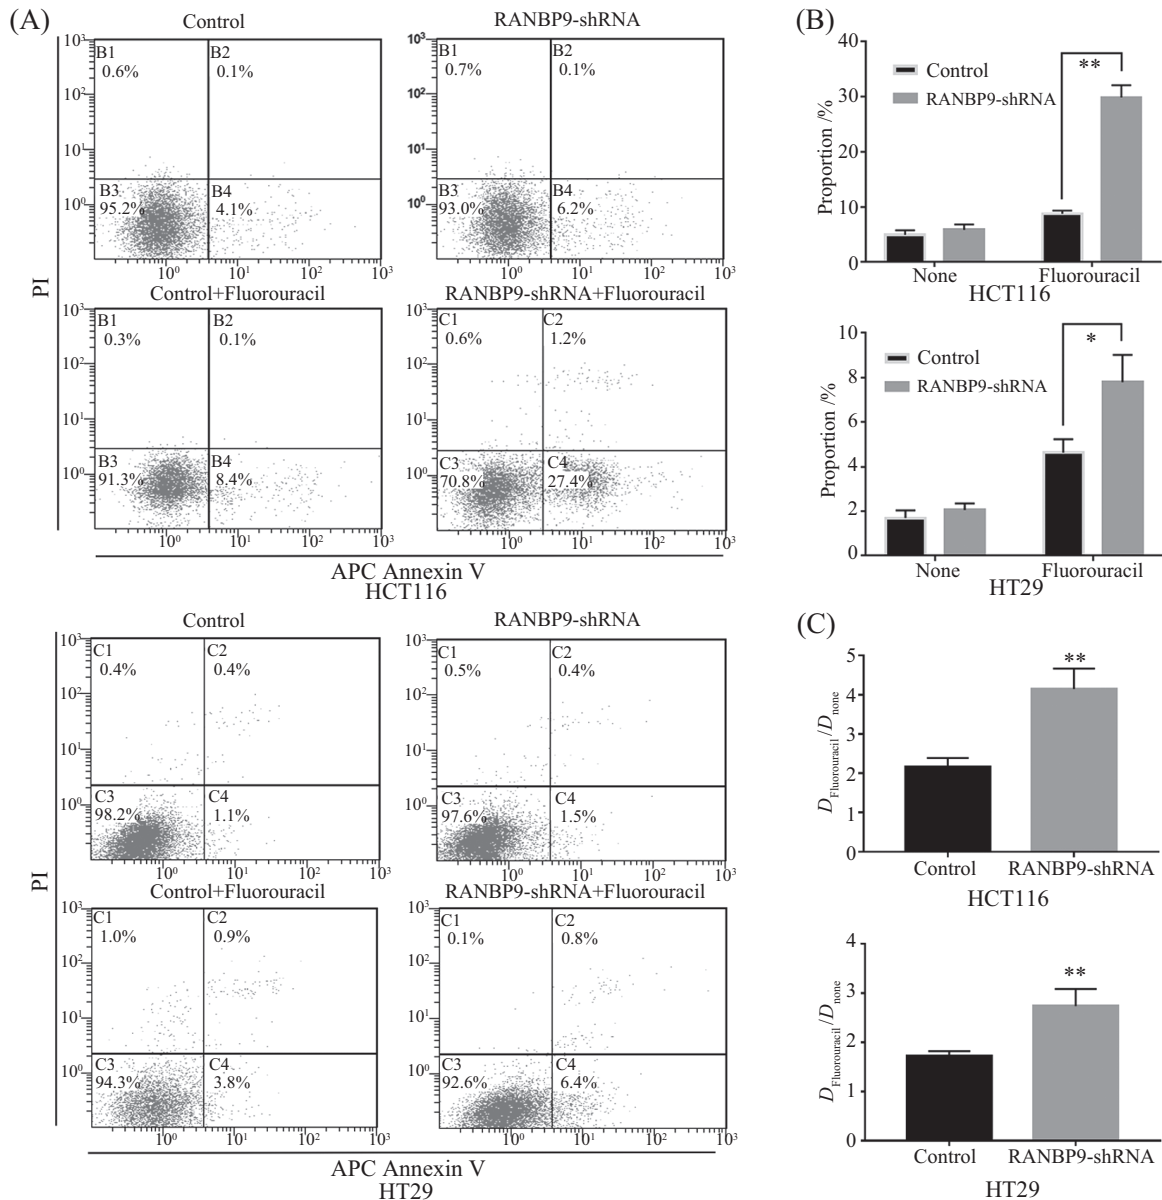 (A)
Control
RANBP9-shRNA
10³
10²
10¹
10⁰
B1
0.6%
B2
0.1%
B3
95.2%
B4
4.1%
10⁰ 10¹ 10² 10³
10³
10²
10¹
10⁰
B1
0.7%
B2
0.1%
B3
93.0%
B4
6.2%
10⁰ 10¹ 10² 10³
PI
Control+Fluorouracil
RANBP9-shRNA+Fluorouracil
10³
10²
10¹
10⁰
B1
0.3%
B2
0.1%
B3
91.3%
B4
8.4%
10⁰ 10¹ 10² 10³
10³
10²
10¹
10⁰
C1
0.6%
C2
1.2%
C3
70.8%
C4
27.4%
10⁰ 10¹ 10² 10³
APC Annexin V
HCT116
Control
RANBP9-shRNA
10³
10²
10¹
10⁰
C1
0.4%
C2
0.4%
C3
98.2%
C4
1.1%
10⁰ 10¹ 10² 10³
10³
10²
10¹
10⁰
C1
0.5%
C2
0.4%
C3
97.6%
C4
1.5%
10⁰ 10¹ 10² 10³
PI
Control+Fluorouracil
RANBP9-shRNA+Fluorouracil
10³
10²
10¹
10⁰
C1
1.0%
C2
0.9%
C3
94.3%
C4
3.8%
10⁰ 10¹ 10² 10³
10³
10²
10¹
10⁰
C1
0.1%
C2
0.8%
C3
92.6%
C4
6.4%
10⁰ 10¹ 10² 10³
APC Annexin V
HT29
(B)
Proportion /%
40
30
20
10
0
Control
RANBP9-shRNA
**
None
Fluorouracil
HCT116
Proportion /%
10
8
6
4
2
0
Control
RANBP9-shRNA
*
None
Fluorouracil
HT29
(C)
D_Fluorouracil/D_none
5
4
3
2
1
0
**
Control
RANBP9-shRNA
HCT116
D_Fluorouracil/D_none
4
3
2
1
0
**
Control
RANBP9-shRNA
HT29